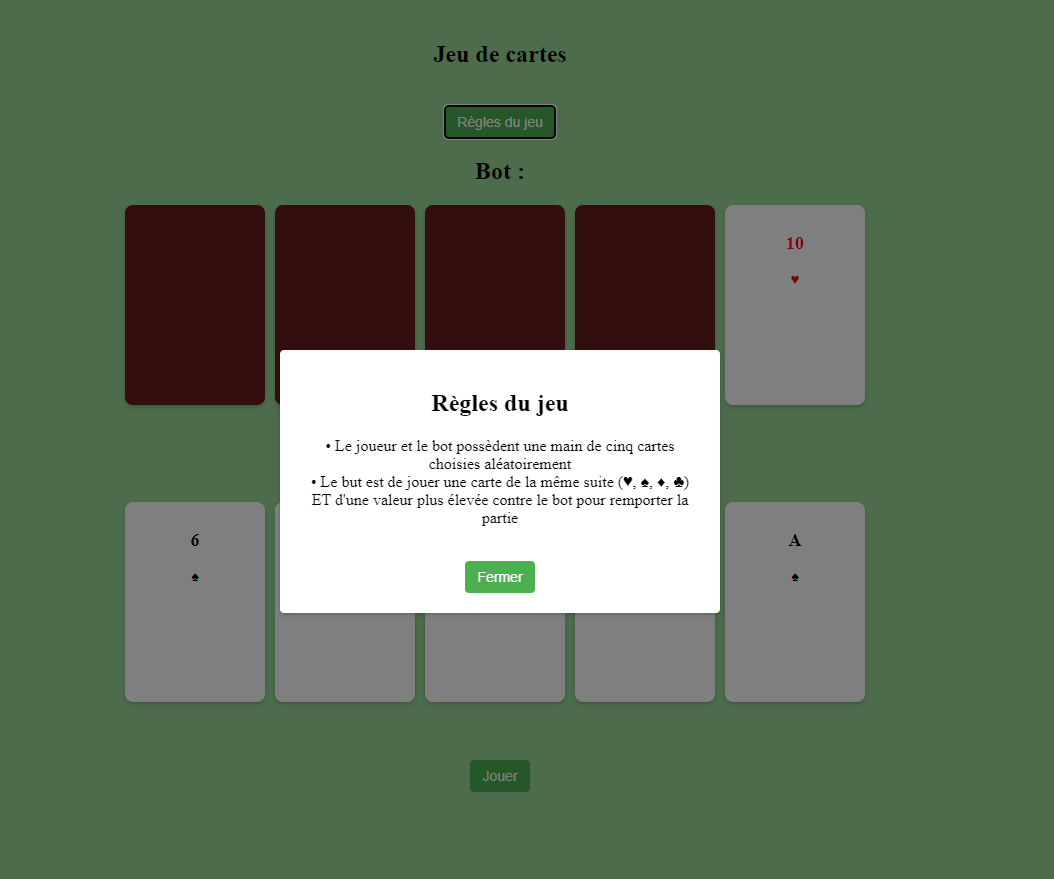 Jeu de cartes
Règles du jeu
Bot :
10
♥
Règles du jeu
• Le joueur et le bot possèdent une main de cinq cartes
choisies aléatoirement
• Le but est de jouer une carte de la même suite (♥, ♠, ♦, ♣)
ET d'une valeur plus élevée contre le bot pour remporter la
partie
Fermer
6
♠
A
♠
Jouer